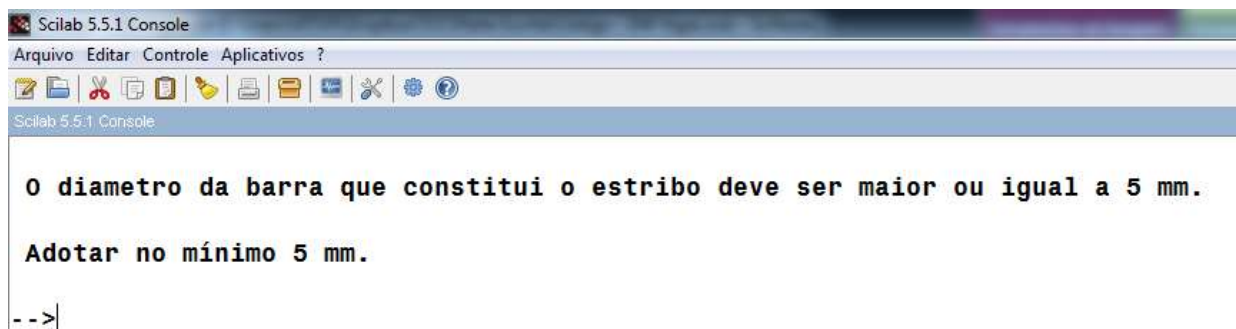 Scilab 5.5.1 Console
Arquivo Editar Controle Aplicativos ?
Scilab 5.5.1 Console
O diametro da barra que constitui o estribo deve ser maior ou igual a 5 mm.
Adotar no mínimo 5 mm.
-->